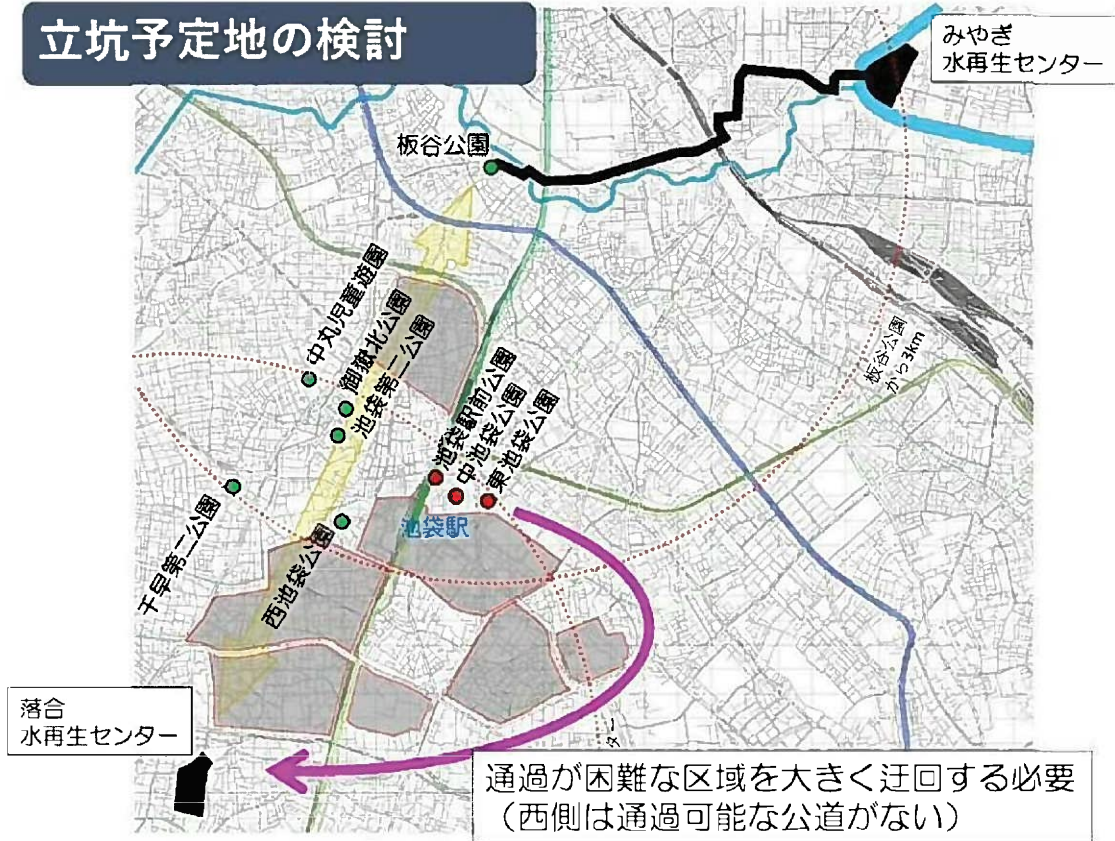 立坑予定地の検討
みやぎ
水再生センター
板谷公園
中丸児童遊園
御嶽北公園
池袋第二公園
池袋駅前公園
中池袋公園
東池袋公園
板谷公園
から3km
千早第二公園
西池袋公園
池袋駅
落合
水再生センター
ター
通過が困難な区域を大きく迂回する必要
（西側は通過可能な公道がない）